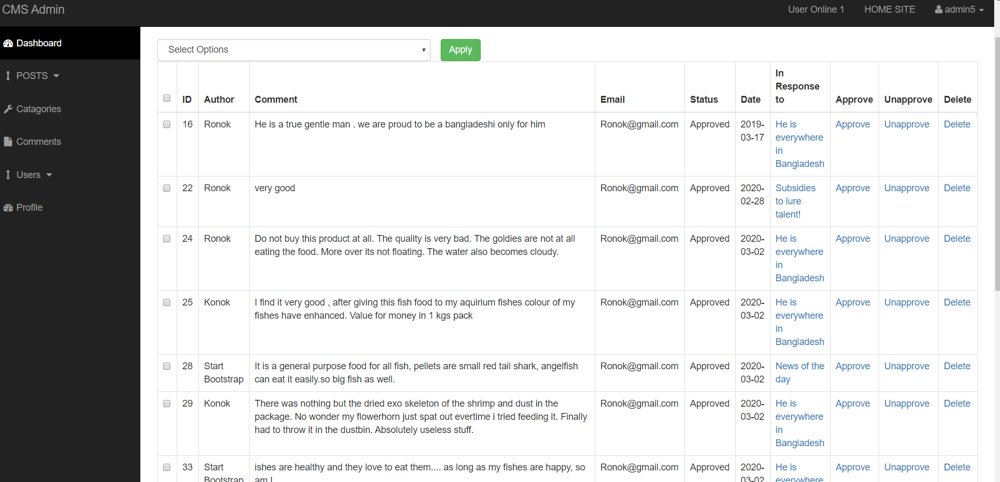 CMS Admin
User Online 1 HOME SITE admin5
Dashboard
POSTS
Catagories
Comments
Users
Profile
Select Options Apply
ID Author Comment Email Status Date In Response to Approve Unapprove Delete
16 Ronok He is a true gentle man . we are proud to be a bangladeshi only for him Ronok@gmail.com Approved 2019-03-17 He is everywhere in Bangladesh Approve Unapprove Delete
22 Ronok very good Ronok@gmail.com Approved 2020-02-28 Subsidies to lure talent! Approve Unapprove Delete
24 Ronok Do not buy this product at all. The quality is very bad. The goldies are not at all
eating the food. More over its not floating. The water also becomes cloudy. Ronok@gmail.com Approved 2020-03-02 He is everywhere in Bangladesh Approve Unapprove Delete
25 Konok I find it very good , after giving this fish food to my aquirium fishes colour of my
fishes have enhanced. Value for money in 1 kgs pack Ronok@gmail.com Approved 2020-03-02 He is everywhere in Bangladesh Approve Unapprove Delete
28 Start Bootstrap It is a general purpose food for all fish, pellets are small red tail shark, angelfish
can eat it easily.so big fish as well. Ronok@gmail.com Approved 2020-03-02 News of the day Approve Unapprove Delete
29 Konok There was nothing but the dried exo skeleton of the shrimp and dust in the
package. No wonder my flowerhorn just spat out evertime i tried feeding it. Finally
had to throw it in the dustbin. Absolutely useless stuff. Ronok@gmail.com Approved 2020-03-02 He is everywhere in Bangladesh Approve Unapprove Delete
33 Start Bootstrap ishes are healthy and they love to eat them.... as long as my fishes are happy, so
am I Ronok@gmail.com Approved 2020-03-02 He is everywhere Approve Unapprove Delete